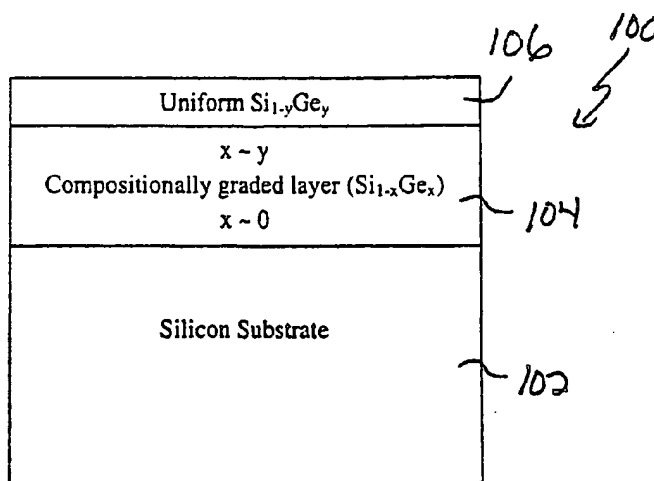 100
106
Uniform Si₁₋yGey
x ~ y
Compositionally graded layer (Si₁₋ₓGeₓ)
104
x ~ 0
Silicon Substrate
102